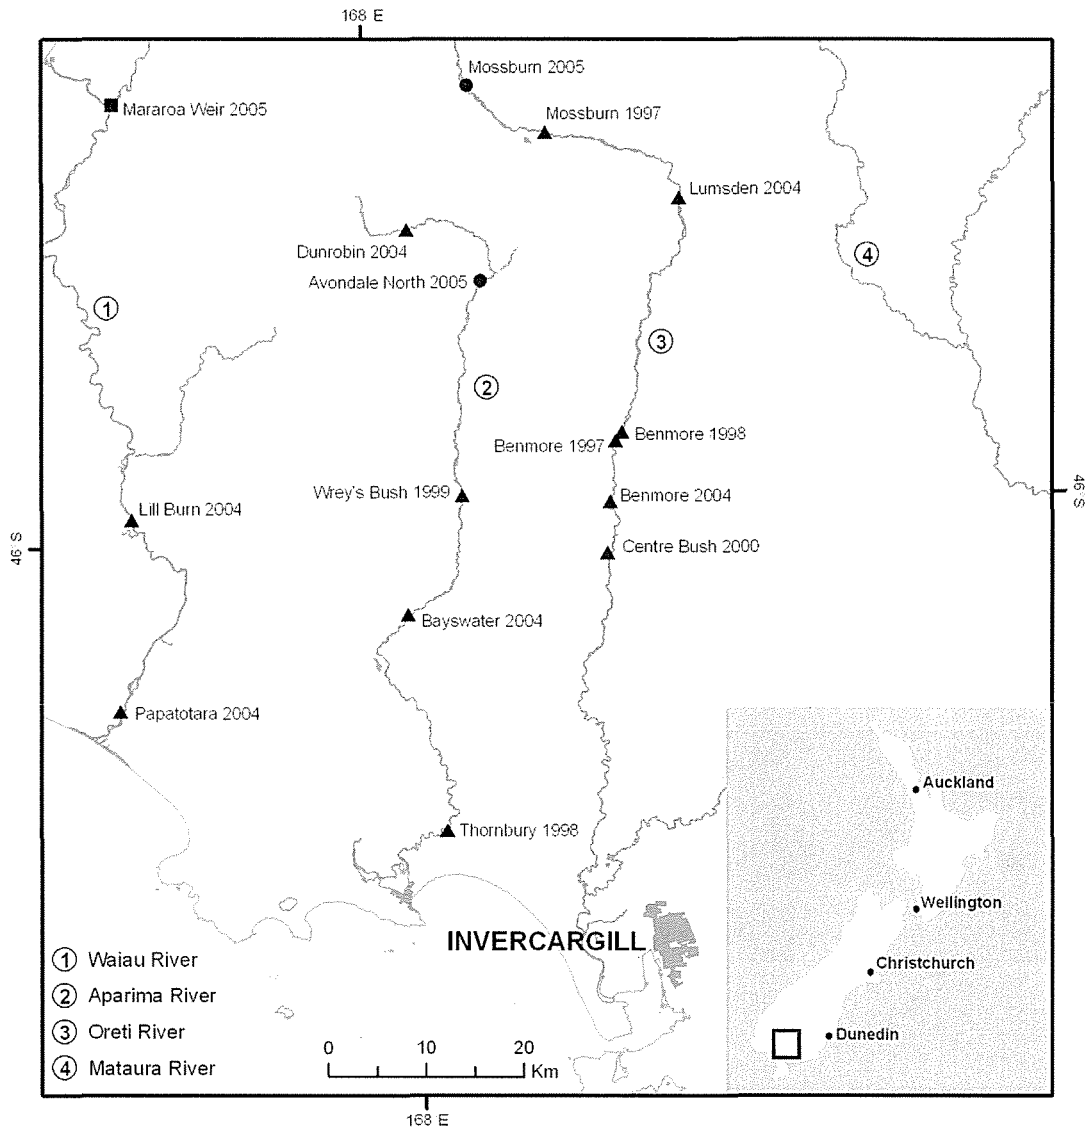 168°E
Mossburn 2005
Mararoa Weir 2005
Mossburn 1997
Lumsden 2004
Dunrobin 2004
4
Avondale North 2005
1
3
2
Benmore 1998
Benmore 1997
Wrey's Bush 1999
Benmore 2004
46°S
Lill Burn 2004
46°S
Centre Bush 2000
Bayswater 2004
Papatotara 2004
Auckland
Thornbury 1998
Wellington
INVERCARGILL
Christchurch
1 Waiau River
2 Aparima River
3 Oreti River
4 Mataura River
Dunedin
0 10 20
Km
168°E